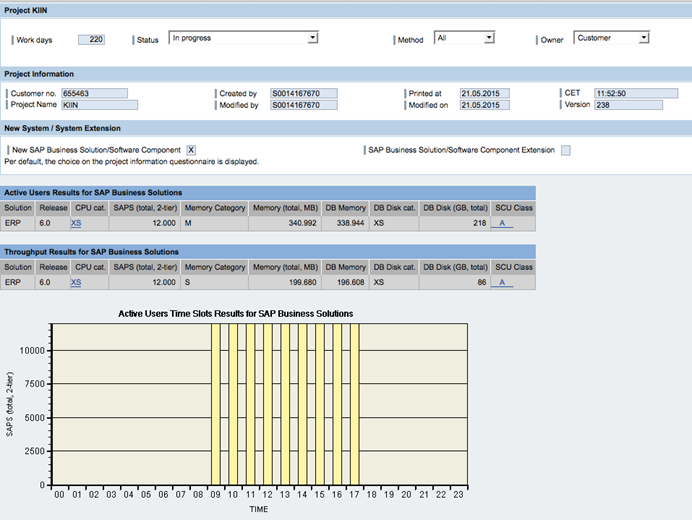 Project KIIN
Work days 220 Status In progress Method All Owner Customer
Project Information
Customer no. 655463 Created by S0014167670 Printed at 21.05.2015 CET 11:52:50
Project Name KIIN Modified by S0014167670 Modified on 21.05.2015 Version 238
New System / System Extension
New SAP Business Solution/Software Component X SAP Business Solution/Software Component Extension
Per default, the choice on the project information questionnaire is displayed.
Active Users Results for SAP Business Solutions
Solution Release CPU cat. SAPS (total, 2-tier) Memory Category Memory (total, MB) DB Memory DB Disk cat. DB Disk (GB, total) SCU Class
ERP 6.0 XS 12.000 M 340.992 338.944 XS 218 A
Throughput Results for SAP Business Solutions
Solution Release CPU cat. SAPS (total, 2-tier) Memory Category Memory (total, MB) DB Memory DB Disk cat. DB Disk (GB, total) SCU Class
ERP 6.0 XS 12.000 S 199.680 196.608 XS 86 A
Active Users Time Slots Results for SAP Business Solutions
SAPS (total, 2-tier)
10000
7500
5000
2500
0
00 01 02 03 04 05 06 07 08 09 10 11 12 13 14 15 16 17 18 19 20 21 22 23
TIME